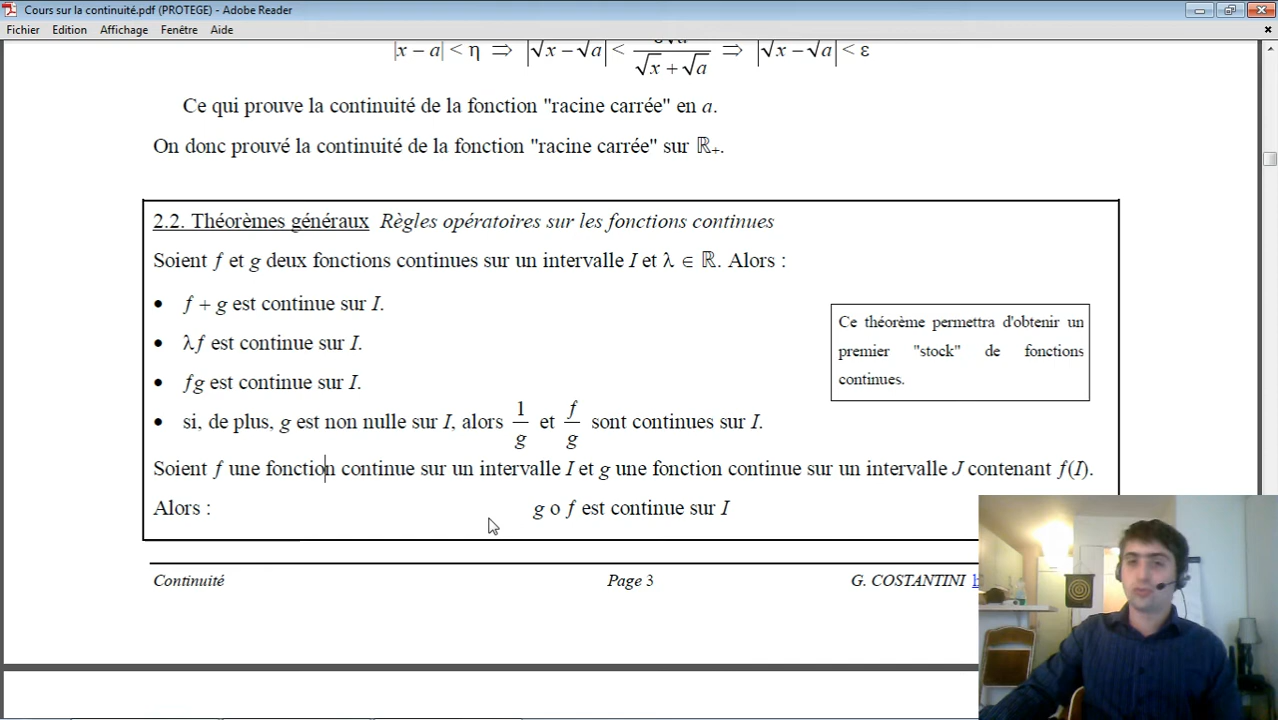 Cours sur la continuité.pdf (PROTEGE) - Adobe Reader
Fichier Edition Affichage Fenêtre Aide
|x − a| < η ⇒ |√x − √a| < / √x + √a ⇒ |√x − √a| < ε
Ce qui prouve la continuité de la fonction "racine carrée" en a.
On donc prouvé la continuité de la fonction "racine carrée" sur ℝ₊.
2.2. Théorèmes généraux Règles opératoires sur les fonctions continues
Soient f et g deux fonctions continues sur un intervalle I et λ ∈ ℝ. Alors :
• f + g est continue sur I.
• λf est continue sur I.
• fg est continue sur I.
• si, de plus, g est non nulle sur I, alors 1/g et f/g sont continues sur I.
Ce théorème permettra d'obtenir un
premier "stock" de fonctions
continues.
Soient f une fonction continue sur un intervalle I et g une fonction continue sur un intervalle J contenant f(I).
Alors : g o f est continue sur I
Continuité Page 3 G. COSTANTINI